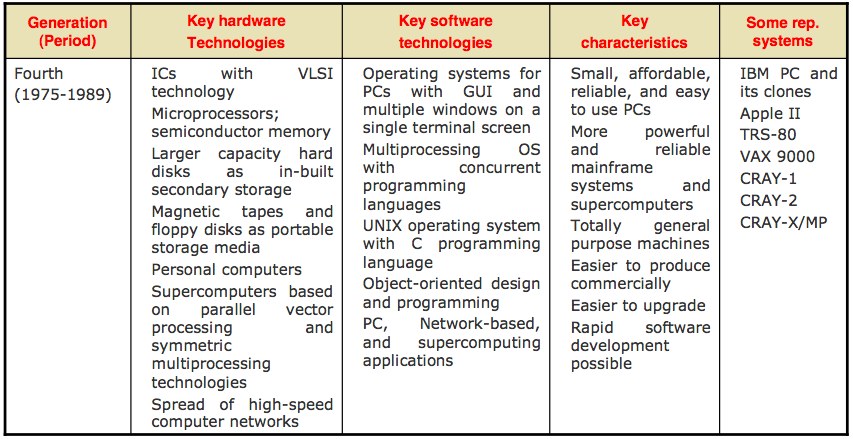 Generation
(Period)
Key hardware
Technologies
Key software
technologies
Key
characteristics
Some rep.
systems
Fourth
(1975-1989)
ICs with VLSI
technology
Microprocessors;
semiconductor memory
Larger capacity hard
disks as in-built
secondary storage
Magnetic tapes and
floppy disks as portable
storage media
Personal computers
Supercomputers based
on parallel vector
processing and
symmetric
multiprocessing
technologies
Spread of high-speed
computer networks
Operating systems for
PCs with GUI and
multiple windows on a
single terminal screen
Multiprocessing OS
with concurrent
programming
languages
UNIX operating system
with C programming
language
Object-oriented design
and programming
PC, Network-based,
and supercomputing
applications
Small, affordable,
reliable, and easy
to use PCs
More powerful
and reliable
mainframe
systems and
supercomputers
Totally general
purpose machines
Easier to produce
commercially
Easier to upgrade
Rapid software
development
possible
IBM PC and
its clones
Apple II
TRS-80
VAX 9000
CRAY-1
CRAY-2
CRAY-X/MP